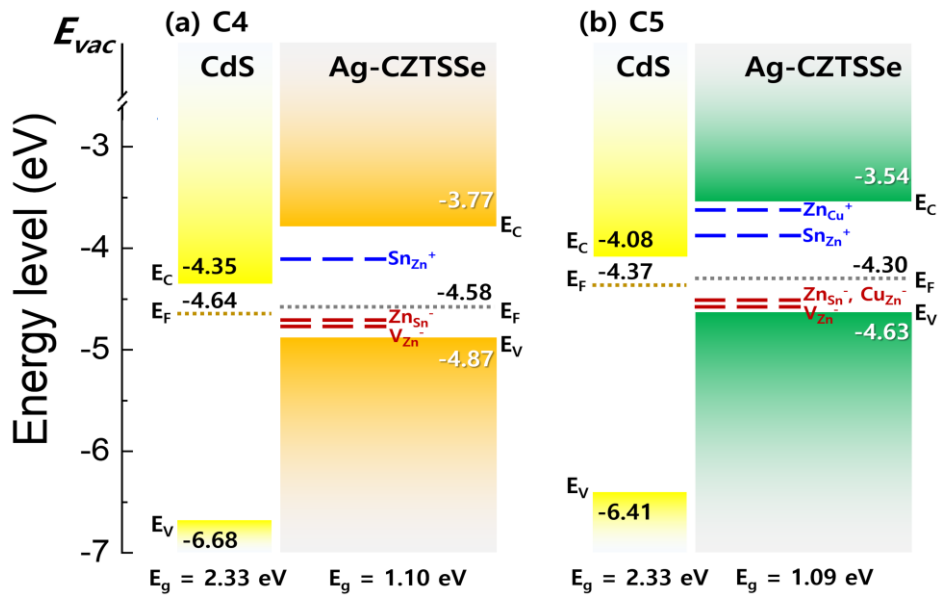 (a) C4
(b) C5
E_vac
Energy level (eV)
-3
-4
-5
-6
-7
CdS
Ag-CZTSSe
-3.77
E_C
Sn_Zn^+
E_C -4.35
-4.64
E_F
-4.58
E_F
Zn_Sn^-
V_Zn^-
E_V
-4.87
E_V
-6.68
E_g = 2.33 eV
E_g = 1.10 eV
CdS
Ag-CZTSSe
-3.54
E_C
Zn_Cu^+
Sn_Zn^+
E_C -4.08
-4.37
E_F
-4.30
E_F
Zn_Sn^-, Cu_Zn^-
V_Zn^-
E_V
-4.63
E_V
-6.41
E_g = 2.33 eV
E_g = 1.09 eV